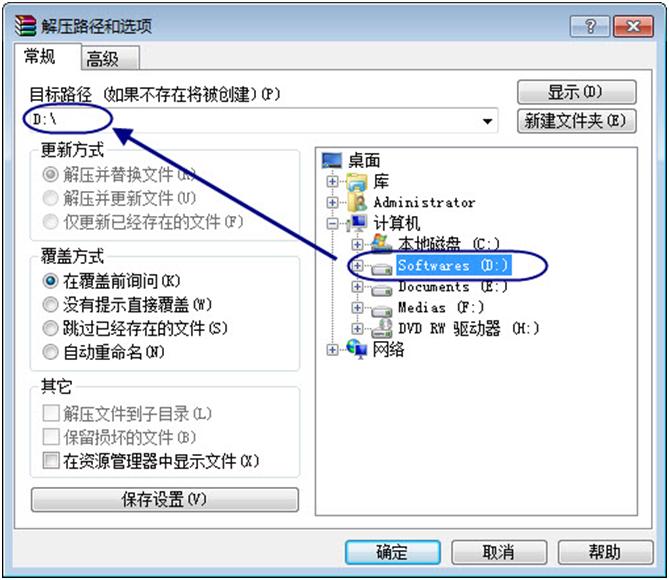 解压路径和选项
常规
高级
目标路径 (如果不存在将被创建)(P)
显示(D)
D:\
新建文件夹(E)
更新方式
解压并替换文件(R)
解压并更新文件(U)
仅更新已经存在的文件(F)
覆盖方式
在覆盖前询问(K)
没有提示直接覆盖(W)
跳过已经存在的文件(S)
自动重命名(N)
其它
解压文件到子目录(L)
保留损坏的文件(B)
在资源管理器中显示文件(X)
保存设置(V)
桌面
库
Administrator
计算机
本地磁盘 (C:)
Softwares (D:)
Documents (E:)
Medias (F:)
DVD RW 驱动器 (H:)
网络
确定
取消
帮助